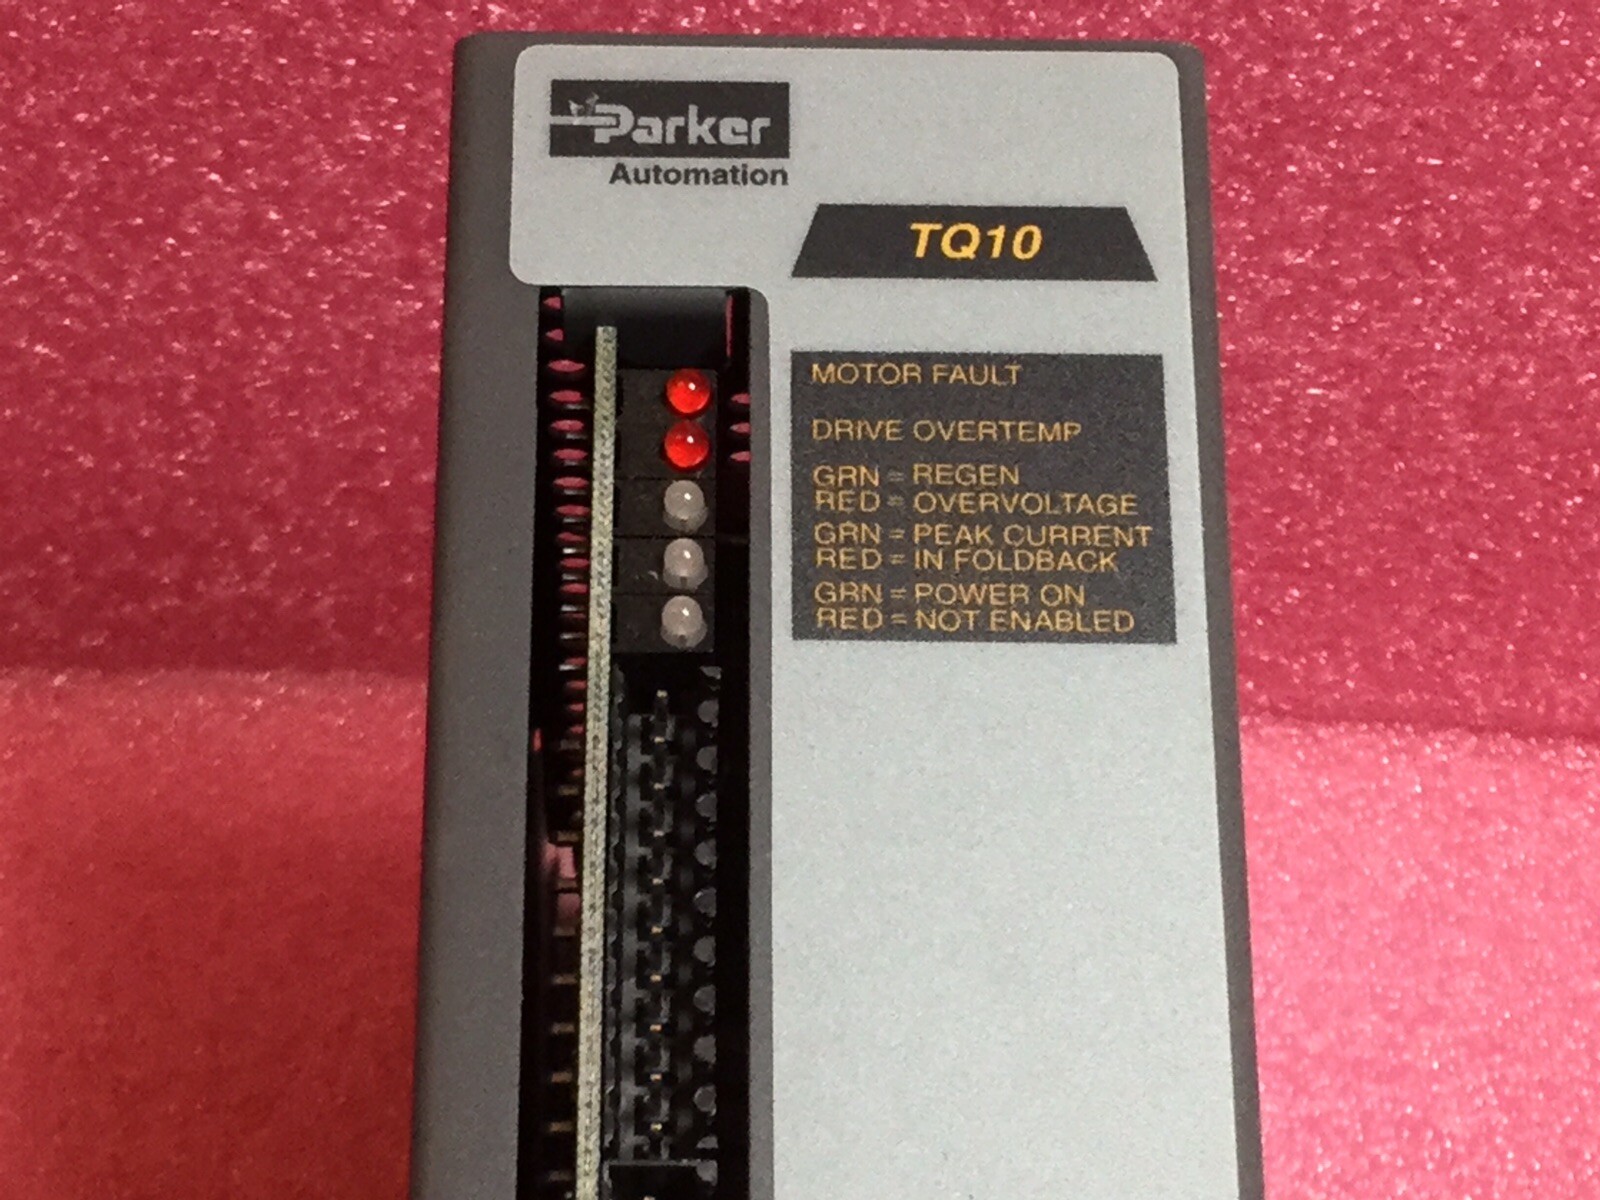 Parker
Automation
TQ10
MOTOR FAULT
DRIVE OVERTEMP
GRN = REGEN
RED = OVERVOLTAGE
GRN = PEAK CURRENT
RED = IN FOLDBACK
GRN = POWER ON
RED = NOT ENABLED